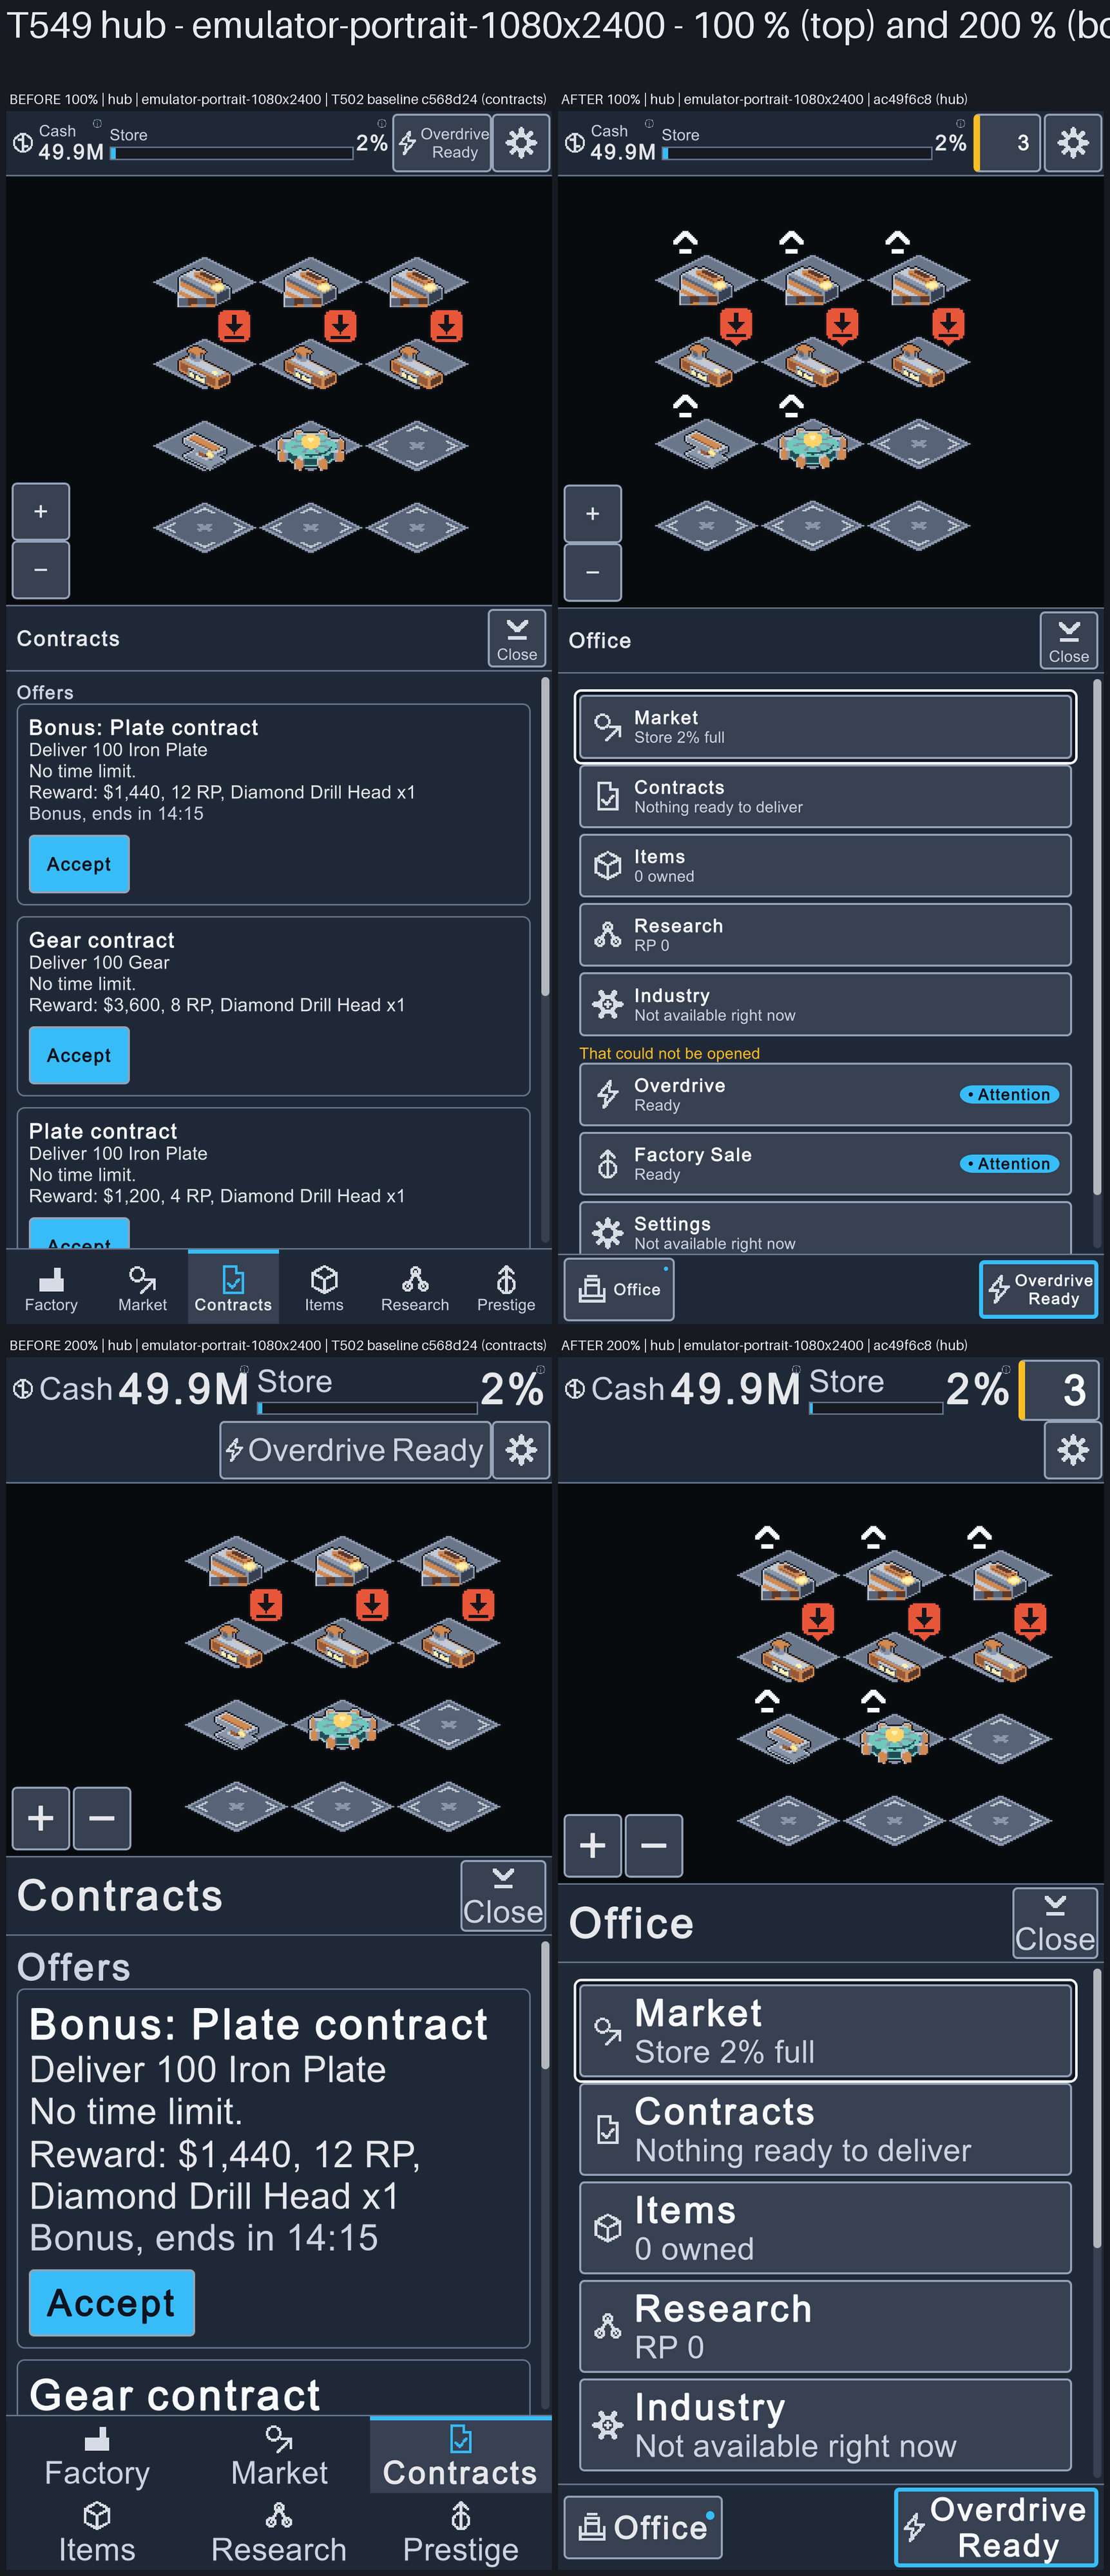 T549 hub - emulator-portrait-1080x2400 - 100 % (top) and 200 % (bo
BEFORE 100% | hub | emulator-portrait-1080x2400 | T502 baseline c568d24 (contracts)
Cash
49.9M
Store
2%
Overdrive
Ready
+
−
Contracts
Close
Offers
Bonus: Plate contract
Deliver 100 Iron Plate
No time limit.
Reward: $1,440, 12 RP, Diamond Drill Head x1
Bonus, ends in 14:15
Accept
Gear contract
Deliver 100 Gear
No time limit.
Reward: $3,600, 8 RP, Diamond Drill Head x1
Accept
Plate contract
Deliver 100 Iron Plate
No time limit.
Reward: $1,200, 4 RP, Diamond Drill Head x1
Accept
Factory
Market
Contracts
Items
Research
Prestige
AFTER 100% | hub | emulator-portrait-1080x2400 | ac49f6c8 (hub)
Cash
49.9M
Store
2%
3
+
−
Office
Close
Market
Store 2% full
Contracts
Nothing ready to deliver
Items
0 owned
Research
RP 0
Industry
Not available right now
That could not be opened
Overdrive
Ready
• Attention
Factory Sale
Ready
• Attention
Settings
Not available right now
Office
Overdrive
Ready
BEFORE 200% | hub | emulator-portrait-1080x2400 | T502 baseline c568d24 (contracts)
Cash 49.9M
Store
2%
Overdrive Ready
+
−
Contracts
Close
Offers
Bonus: Plate contract
Deliver 100 Iron Plate
No time limit.
Reward: $1,440, 12 RP,
Diamond Drill Head x1
Bonus, ends in 14:15
Accept
Gear contract
Factory
Market
Contracts
Items
Research
Prestige
AFTER 200% | hub | emulator-portrait-1080x2400 | ac49f6c8 (hub)
Cash 49.9M
Store
2%
3
+
−
Office
Close
Market
Store 2% full
Contracts
Nothing ready to deliver
Items
0 owned
Research
RP 0
Industry
Not available right now
Office
Overdrive
Ready